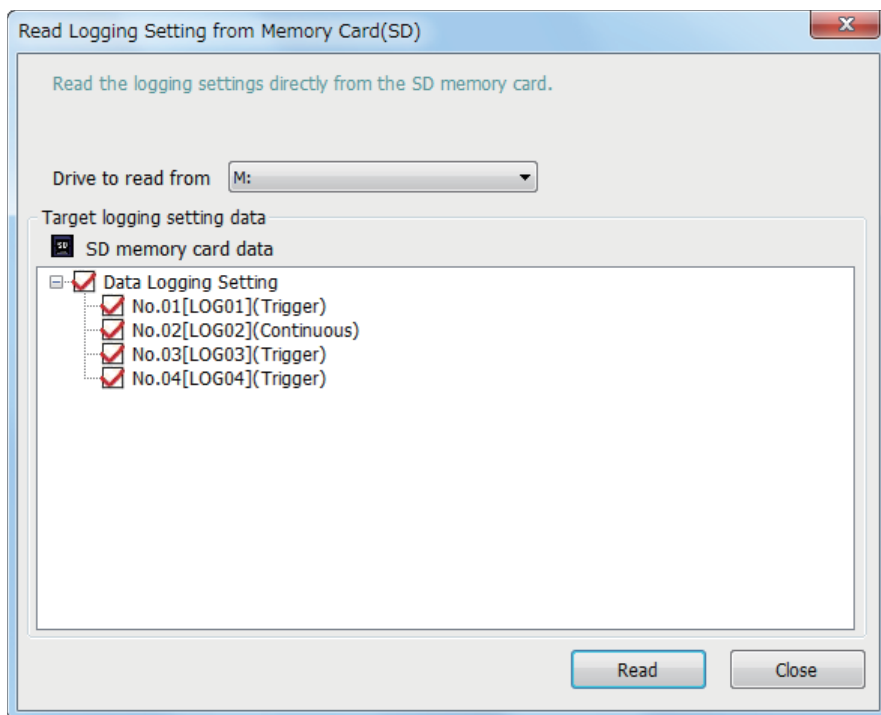 Read Logging Setting from Memory Card(SD)
Read the logging settings directly from the SD memory card.
Drive to read from M:
Target logging setting data
SD SD memory card data
Data Logging Setting
No.01[LOG01](Trigger)
No.02[LOG02](Continuous)
No.03[LOG03](Trigger)
No.04[LOG04](Trigger)
Read Close